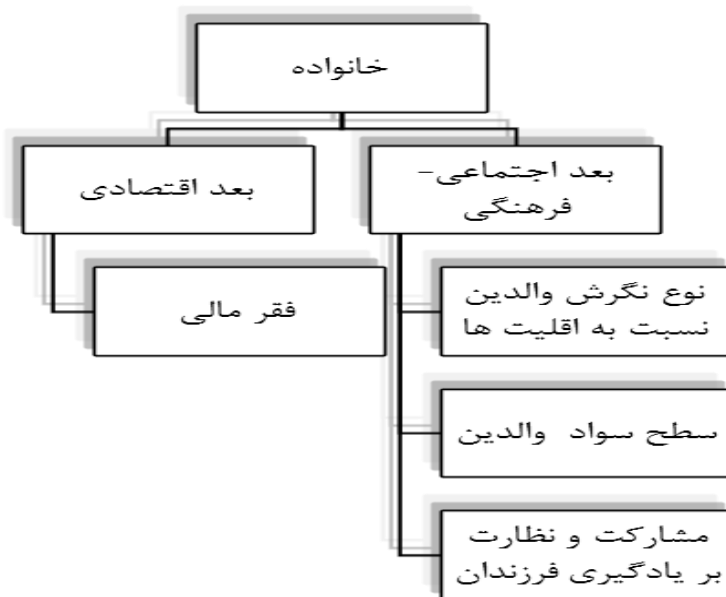 خانواده
بعد اجتماعی-
فرهنگی
بعد اقتصادی
نوع نگرش والدین
نسبت به اقلیت ها
فقر مالی
سطح سواد والدین
مشارکت و نظارت
بر یادگیری فرزندان